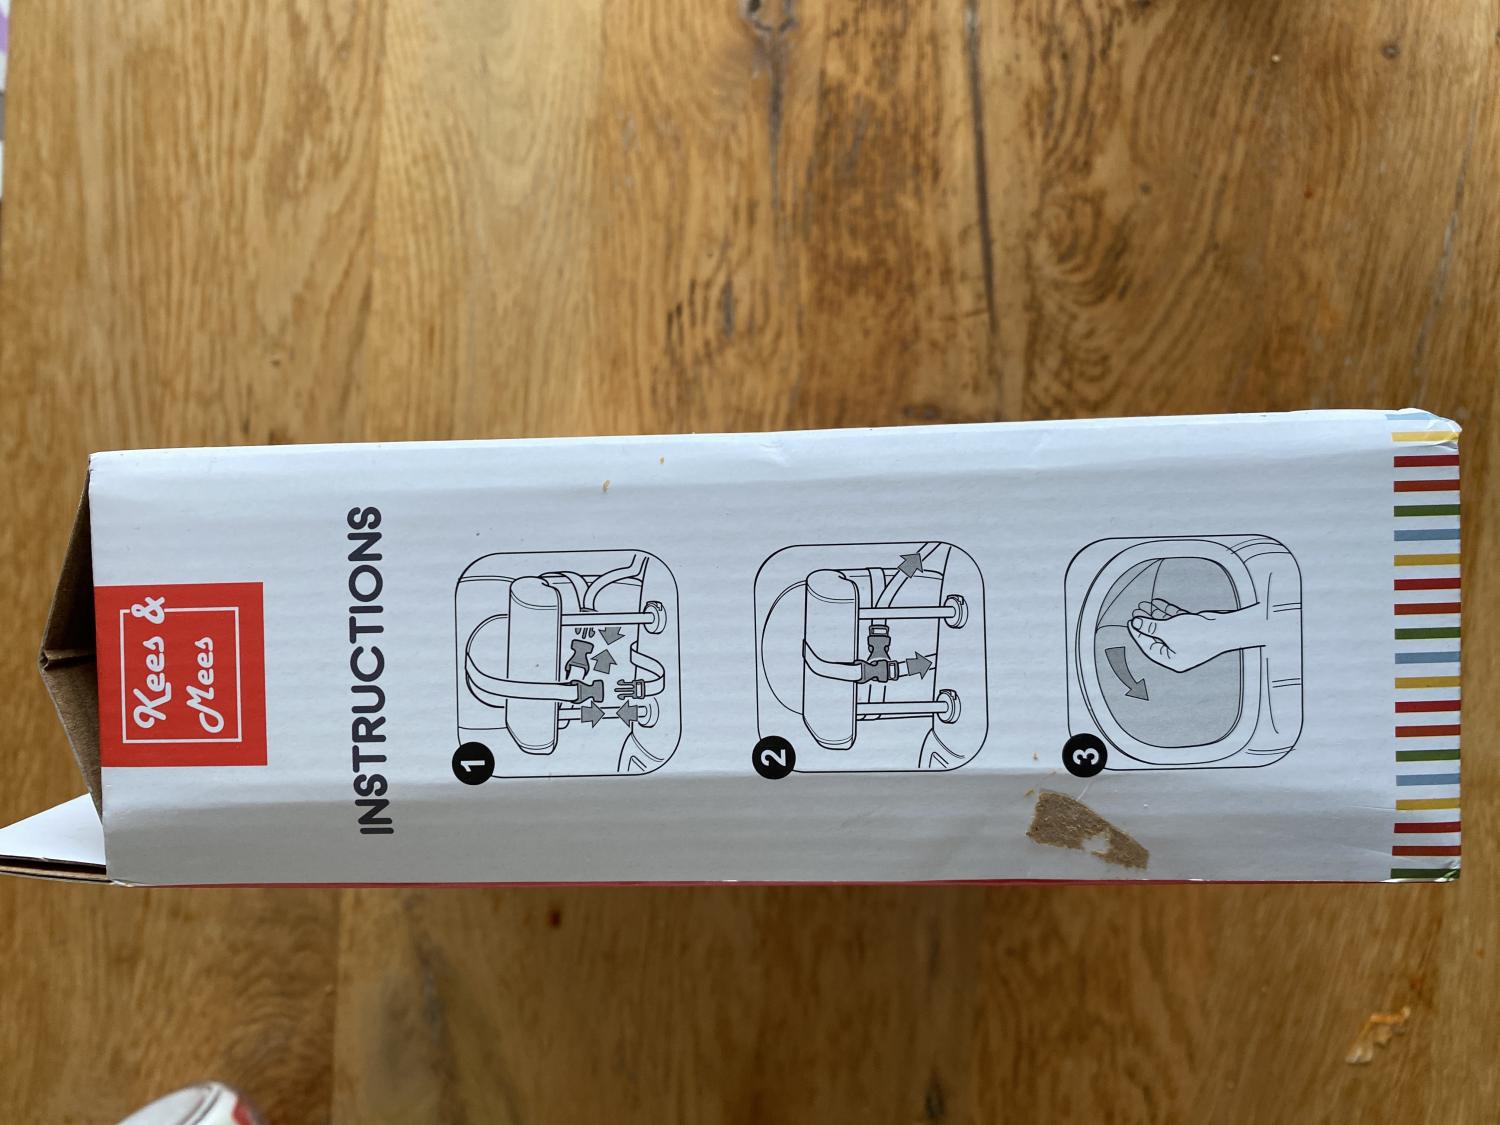 Kees &
Mees
INSTRUCTIONS
1
2
3